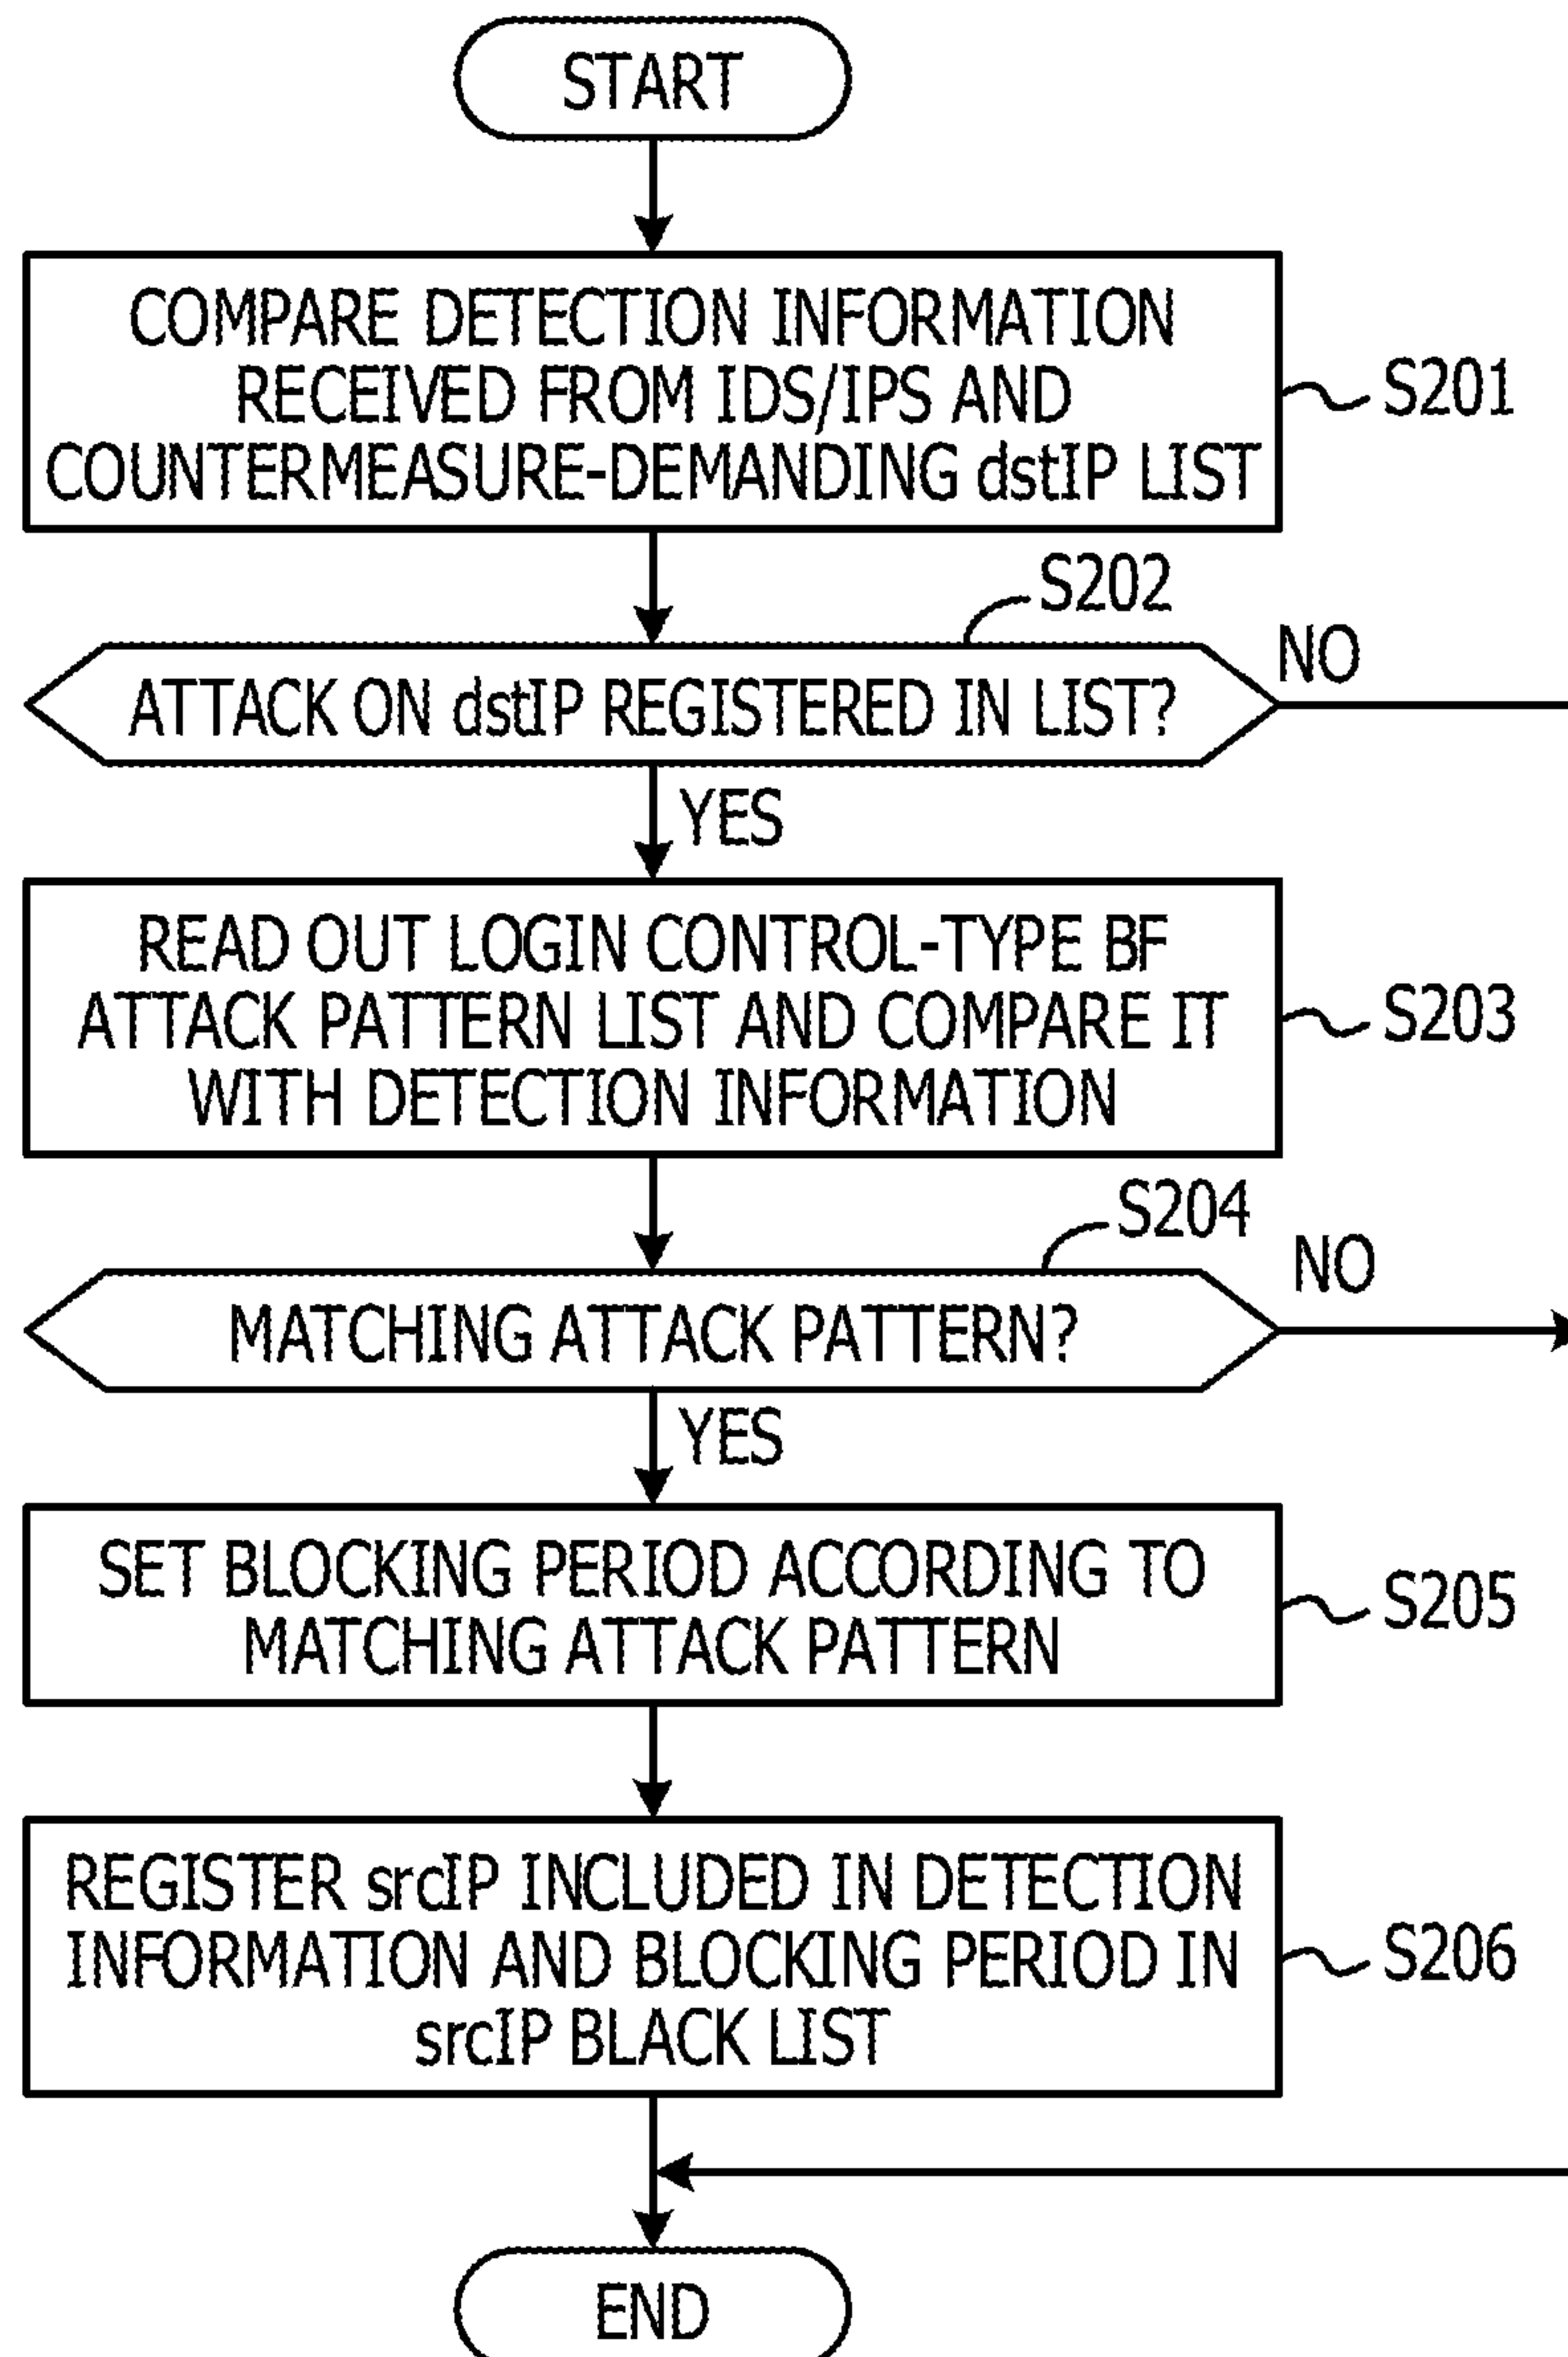 START
COMPARE DETECTION INFORMATION
RECEIVED FROM IDS/IPS AND
COUNTERMEASURE-DEMANDING dstIP LIST
S201
S202
ATTACK ON dstIP REGISTERED IN LIST?
NO
YES
READ OUT LOGIN CONTROL-TYPE BF
ATTACK PATTERN LIST AND COMPARE IT
WITH DETECTION INFORMATION
S203
S204
MATCHING ATTACK PATTERN?
NO
YES
SET BLOCKING PERIOD ACCORDING TO
MATCHING ATTACK PATTERN
S205
REGISTER srcIP INCLUDED IN DETECTION
INFORMATION AND BLOCKING PERIOD IN
srcIP BLACK LIST
S206
END